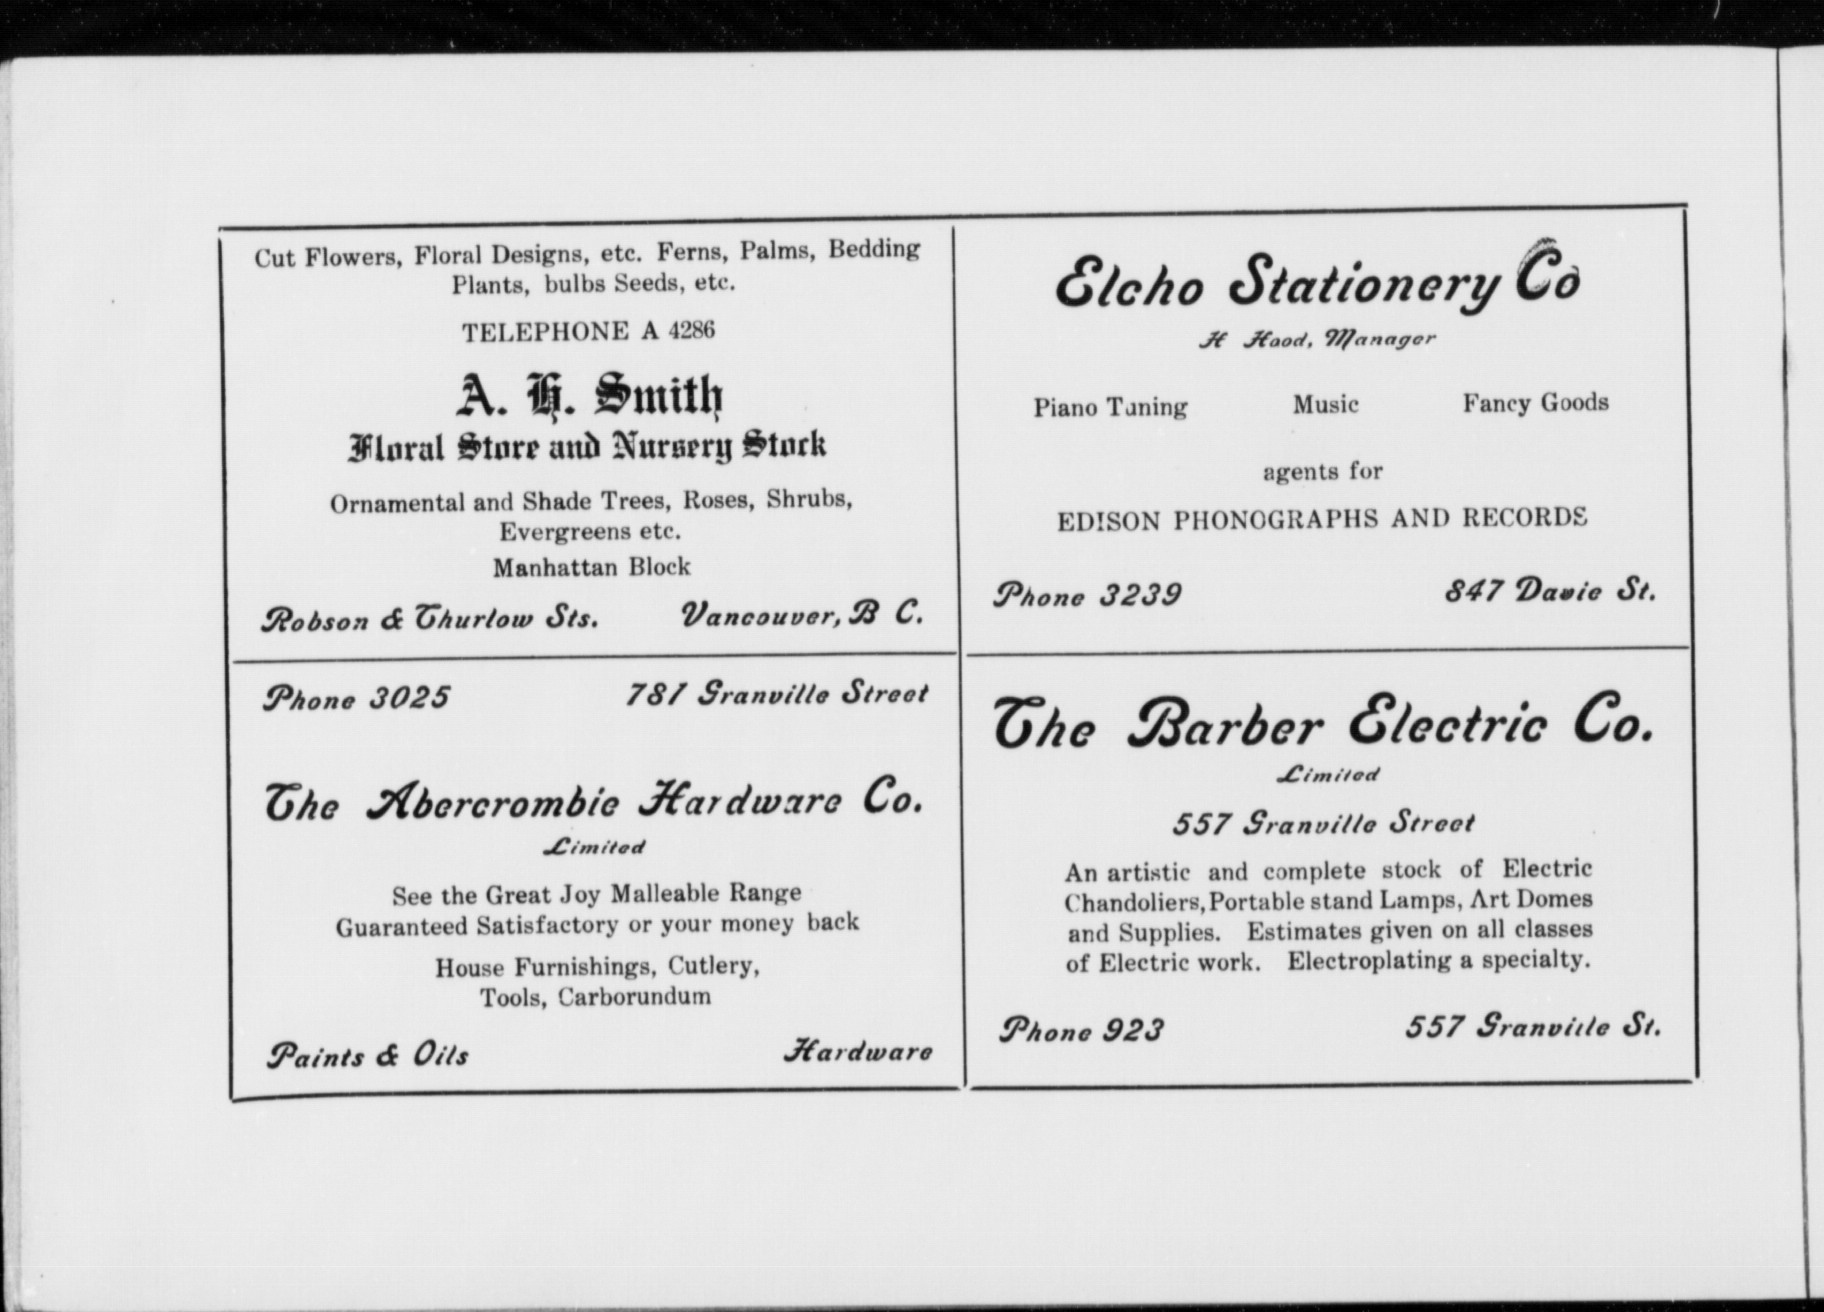 Cut Flowers, Floral Designs, etc. Ferns, Palms, Bedding
Plants, bulbs Seeds, etc.
TELEPHONE A 4286
A. H. Smith
Floral Store and Nursery Stock
Ornamental and Shade Trees, Roses, Shrubs,
Evergreens etc.
Manhattan Block
Robson & Thurlow Sts. Vancouver, B C.
Elcho Stationery Co
H Hood, Manager
Piano Tuning Music Fancy Goods
agents for
EDISON PHONOGRAPHS AND RECORDS
Phone 3239 847 Davie St.
Phone 3025 781 Granville Street
The Abercrombie Hardware Co.
Limited
See the Great Joy Malleable Range
Guaranteed Satisfactory or your money back
House Furnishings, Cutlery,
Tools, Carborundum
Paints & Oils Hardware
The Barber Electric Co.
Limited
557 Granville Street
An artistic and complete stock of Electric
Chandoliers, Portable stand Lamps, Art Domes
and Supplies. Estimates given on all classes
of Electric work. Electroplating a specialty.
Phone 923 557 Granville St.